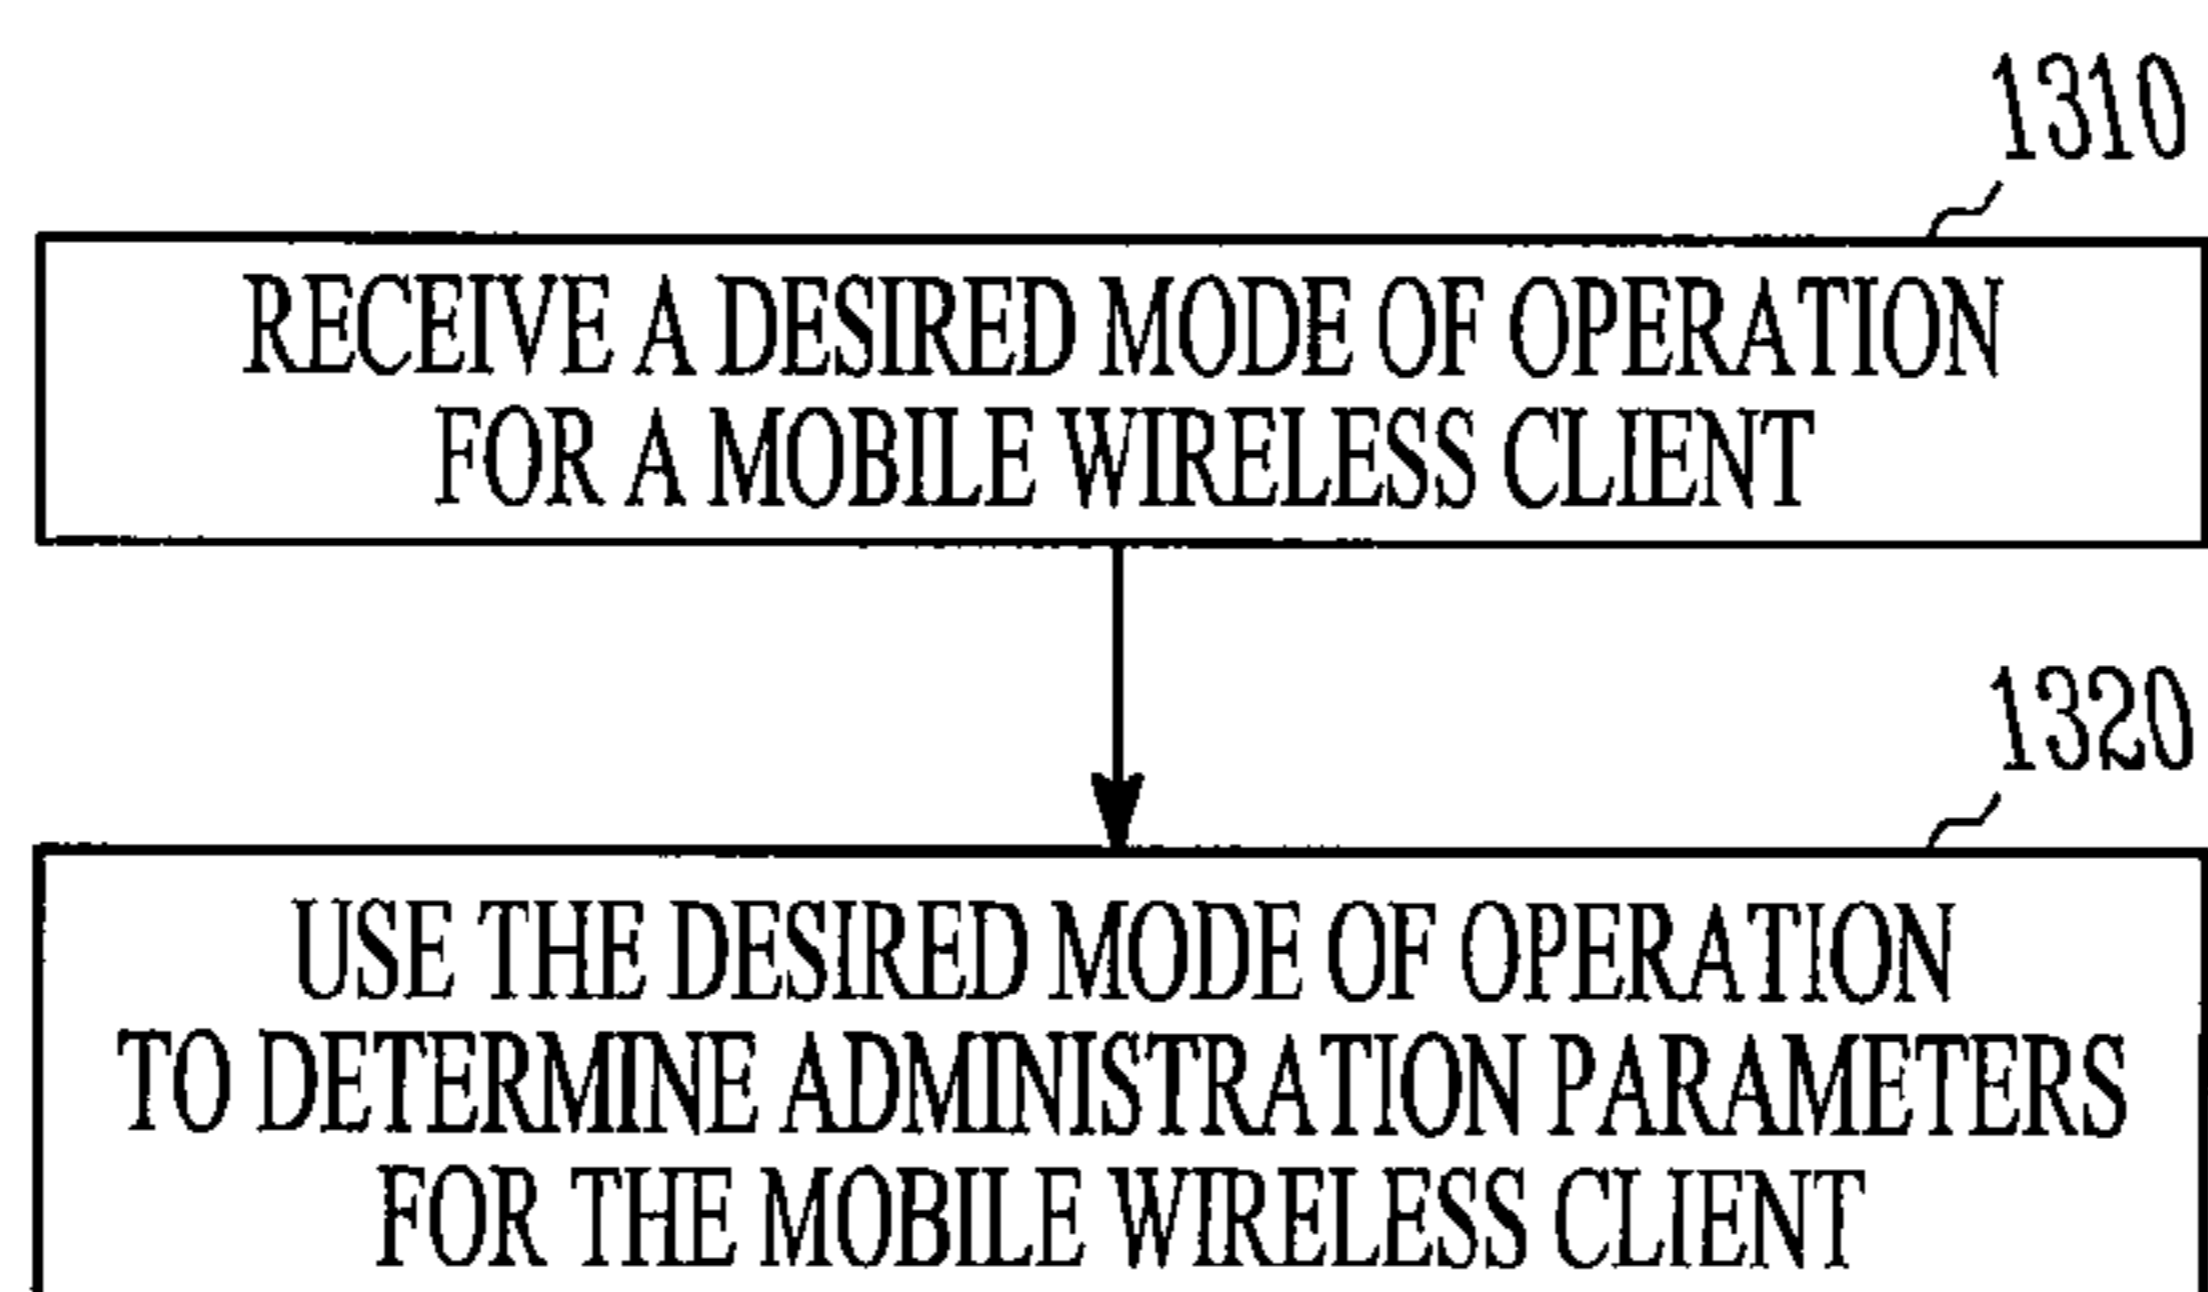 1310
RECEIVE A DESIRED MODE OF OPERATION
FOR A MOBILE WIRELESS CLIENT
1320
USE THE DESIRED MODE OF OPERATION
TO DETERMINE ADMINISTRATION PARAMETERS
FOR THE MOBILE WIRELESS CLIENT